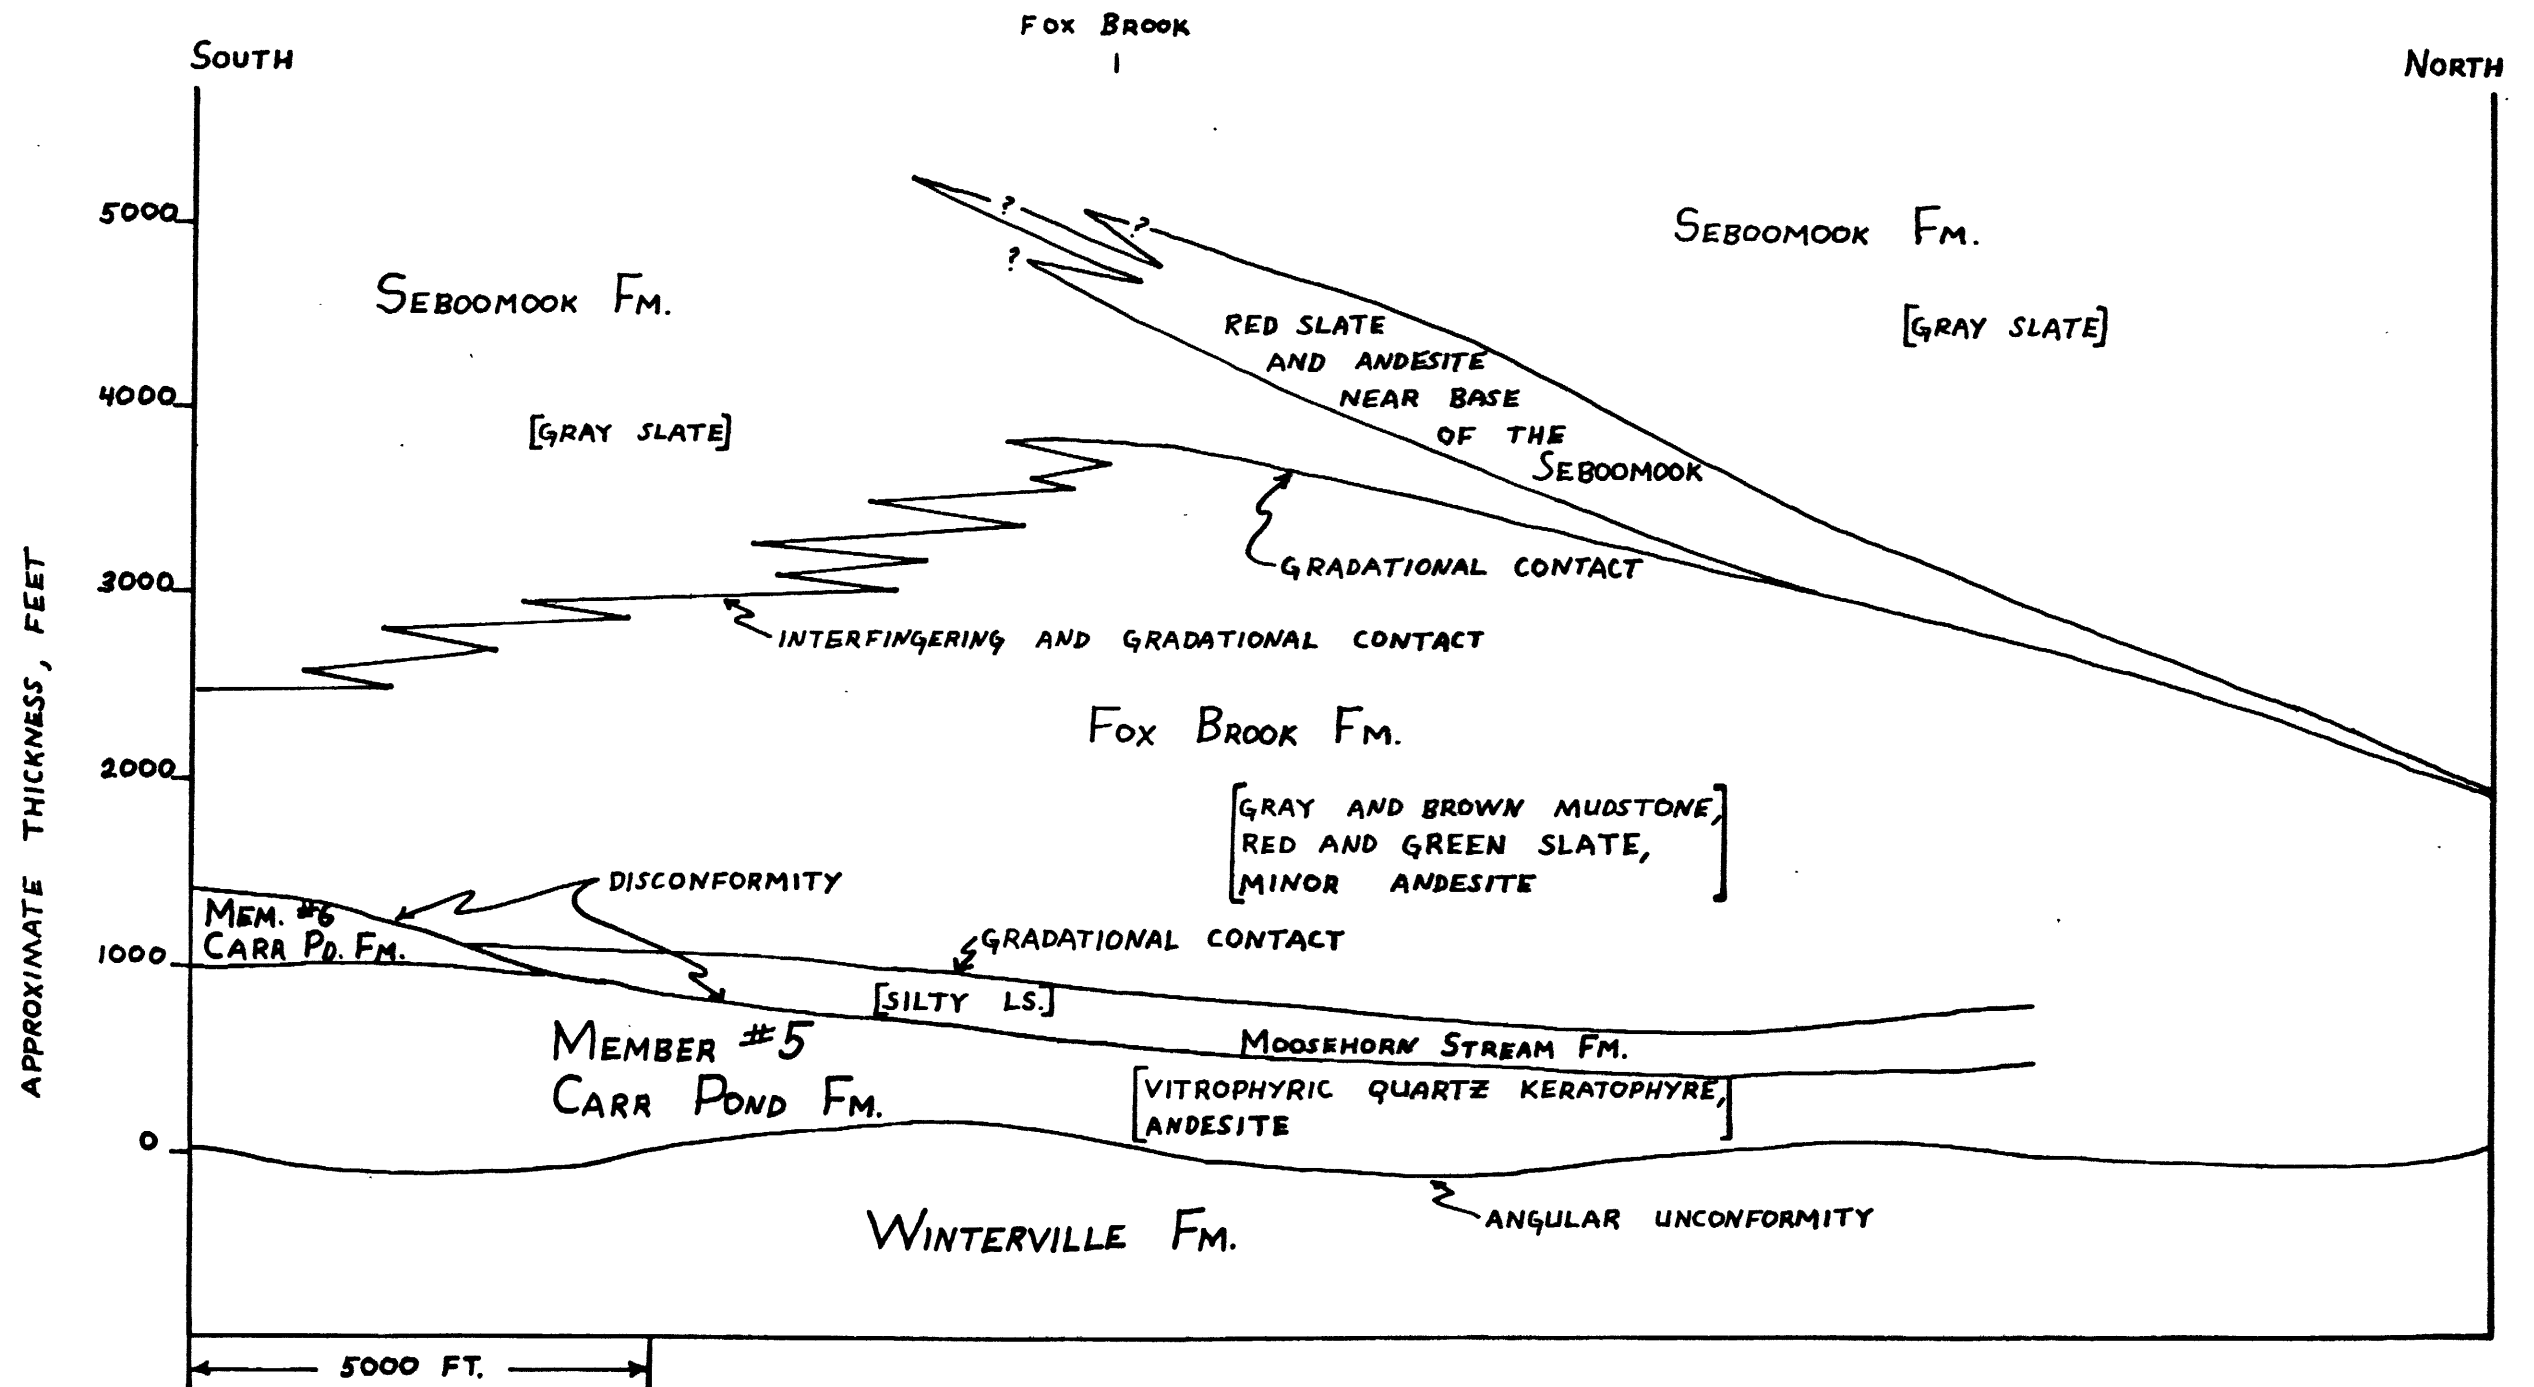 FOX BROOK
SOUTH
NORTH
5000
4000
3000
2000
1000
0
APPROXIMATE THICKNESS, FEET
SEBOOMOOK FM.
[GRAY SLATE]
SEBOOMOOK FM.
[GRAY SLATE]
?
?
?
RED SLATE
AND ANDESITE
NEAR BASE
OF THE
SEBOOMOOK
GRADATIONAL CONTACT
INTERFINGERING AND GRADATIONAL CONTACT
FOX BROOK FM.
[GRAY AND BROWN MUDSTONE,
RED AND GREEN SLATE,
MINOR ANDESITE]
DISCONFORMITY
MEM. #6
CARR PD. FM.
GRADATIONAL CONTACT
[SILTY LS.]
MOOSEHORN STREAM FM.
MEMBER #5
CARR POND FM.
[VITROPHYRIC QUARTZ KERATOPHYRE,
ANDESITE]
ANGULAR UNCONFORMITY
WINTERVILLE FM.
5000 FT.